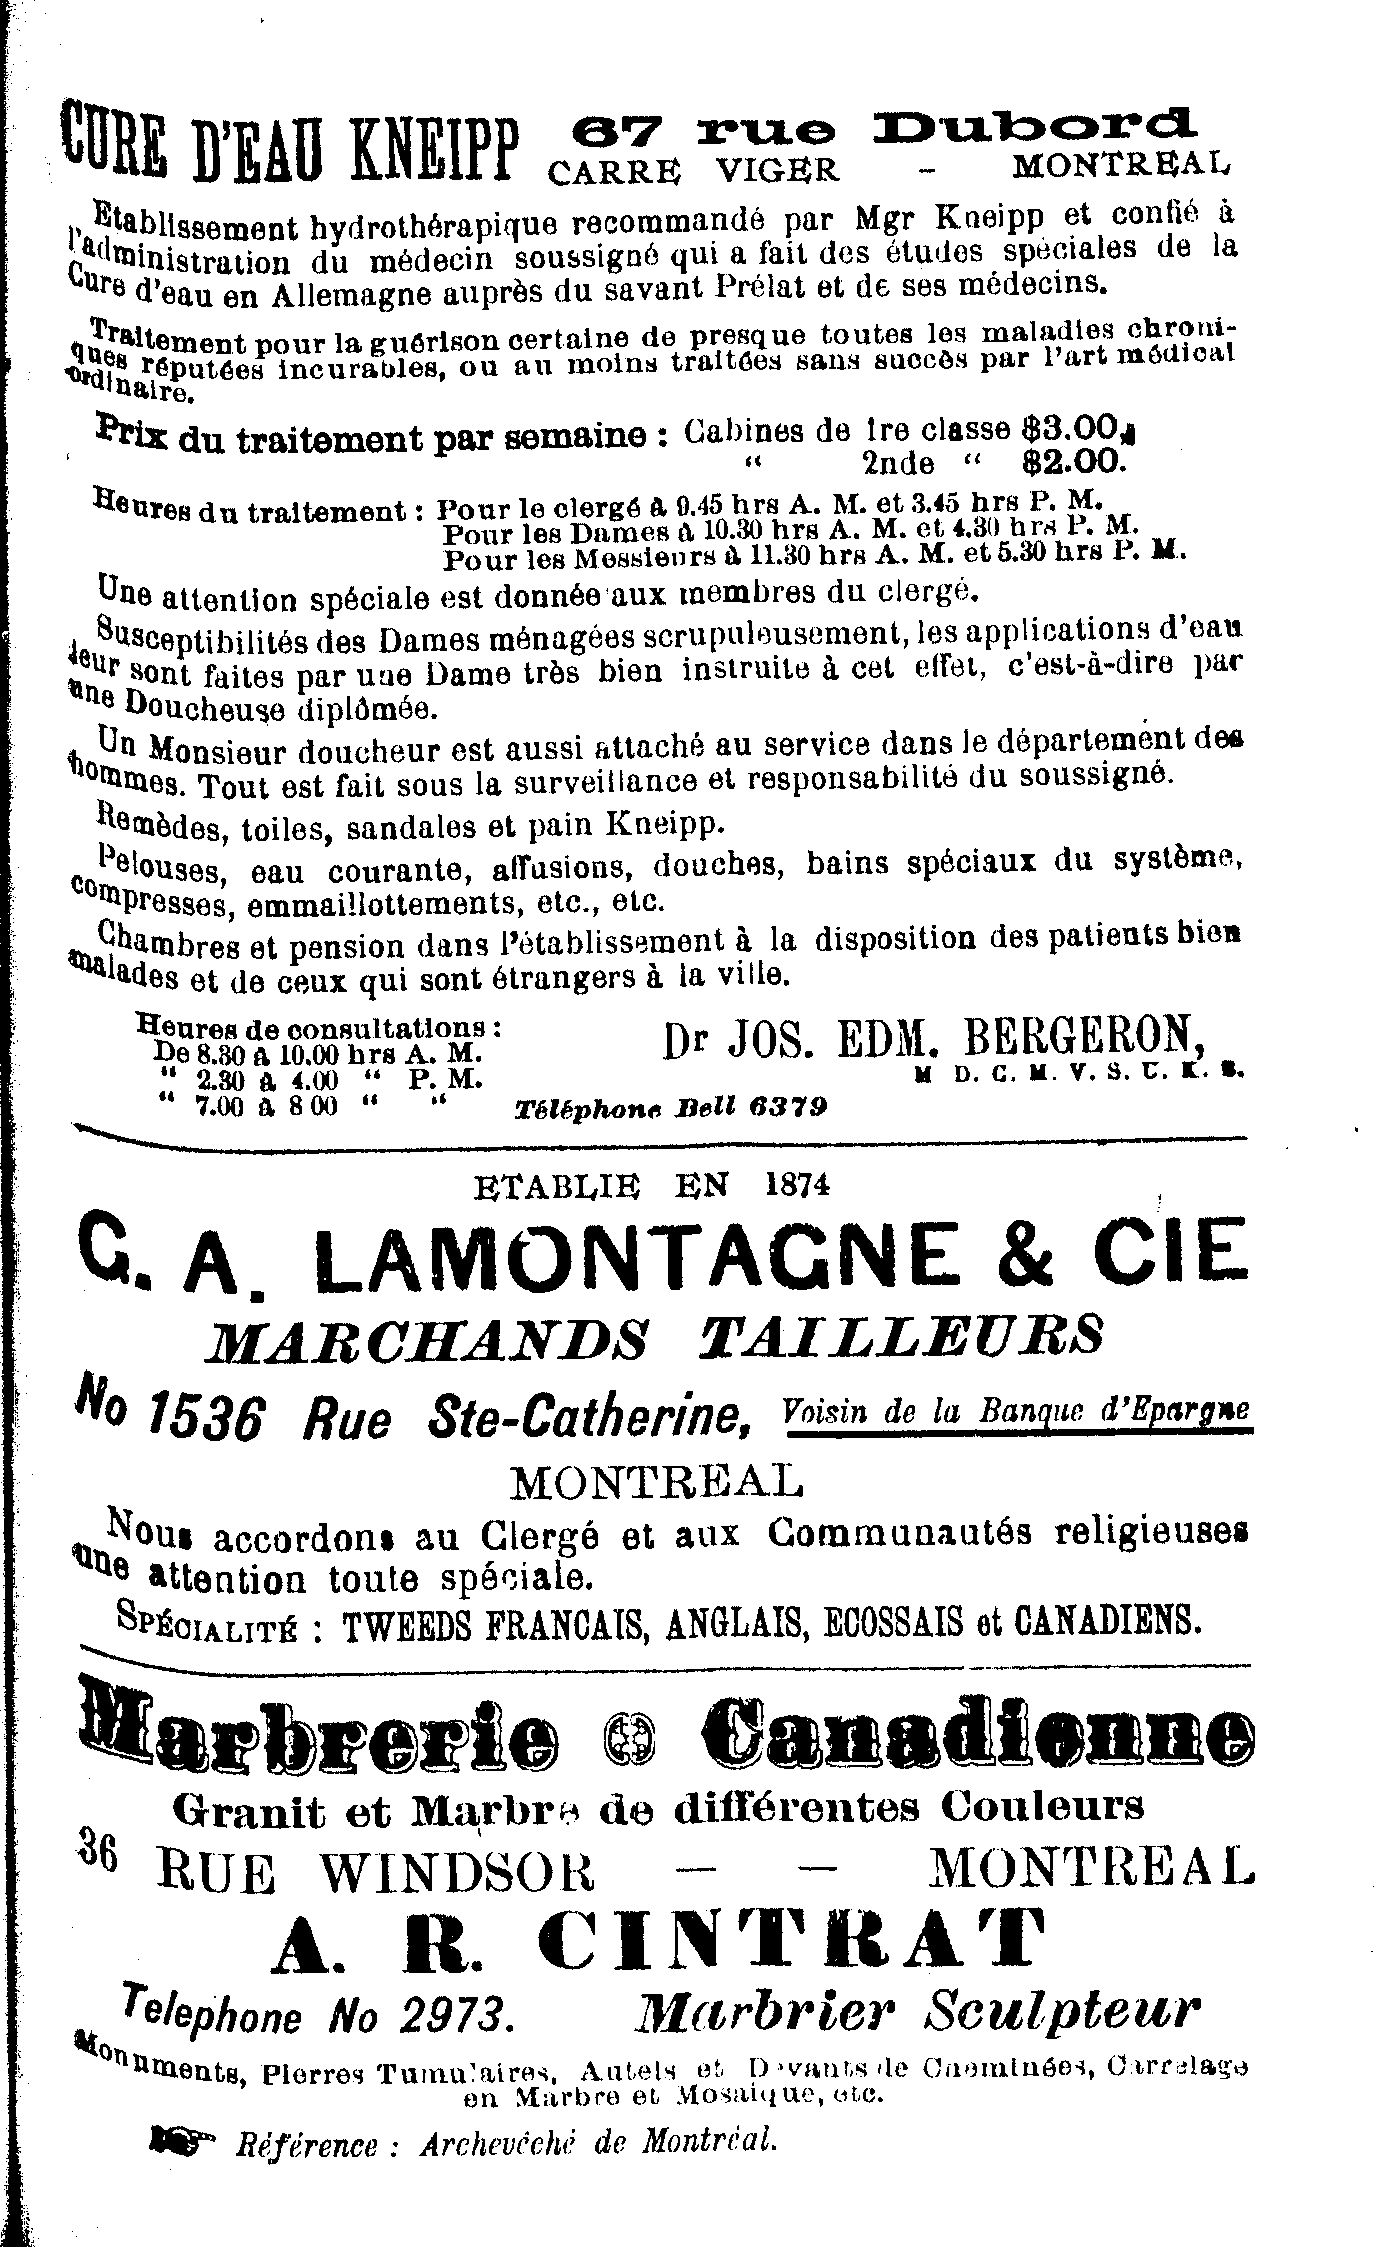 CURE D'EAU KNEIPP 67 rue Dubord
CARRE VIGER - MONTREAL
Etablissement hydrothérapique recommandé par Mgr Kneipp et confié à
l'administration du médecin soussigné qui a fait des études spéciales de la
Cure d'eau en Allemagne auprès du savant Prélat et de ses médecins.
Traitement pour la guérison certaine de presque toutes les maladies chroni-
ques réputées incurables, ou au moins traitées sans succès par l'art médical
ordinaire.
Prix du traitement par semaine : Cabines de 1re classe $3.00,
" 2nde " $2.00.
Heures du traitement : Pour le clergé à 9.45 hrs A. M. et 3.45 hrs P. M.
Pour les Dames à 10.30 hrs A. M. et 4.30 hrs P. M.
Pour les Messieurs à 11.30 hrs A. M. et 5.30 hrs P. M.
Une attention spéciale est donnée aux membres du clergé.
Susceptibilités des Dames ménagées scrupuleusement, les applications d'eau
leur sont faites par une Dame très bien instruite à cet effet, c'est-à-dire par
une Doucheuse diplômée.
Un Monsieur doucheur est aussi attaché au service dans le département des
hommes. Tout est fait sous la surveillance et responsabilité du soussigné.
Remèdes, toiles, sandales et pain Kneipp.
Pelouses, eau courante, affusions, douches, bains spéciaux du système,
compresses, emmaillottements, etc., etc.
Chambres et pension dans l'établissement à la disposition des patients bien
malades et de ceux qui sont étrangers à la ville.
Heures de consultations :
De 8.30 à 10.00 hrs A. M.
" 2.30 à 4.00 " P. M.
" 7.00 à 8 00 " "
Dr JOS. EDM. BERGERON,
M D. C. M. V. S. U. K. B.
Téléphone Bell 6379
ETABLIE EN 1874
G. A. LAMONTAGNE & CIE
MARCHANDS TAILLEURS
No 1536 Rue Ste-Catherine, Voisin de la Banque d'Epargne
MONTREAL
Nous accordons au Clergé et aux Communautés religieuses
une attention toute spéciale.
SPÉCIALITÉ : TWEEDS FRANCAIS, ANGLAIS, ECOSSAIS et CANADIENS.
Marbrerie Canadienne
Granit et Marbre de différentes Couleurs
36 RUE WINDSOR — — MONTREAL
A. R. CINTRAT
Telephone No 2973. Marbrier Sculpteur
Monuments, Pierres Tumulaires, Autels et Devants de Cheminées, Carrelage
en Marbre et Mosaique, etc.
Référence : Archevêché de Montréal.